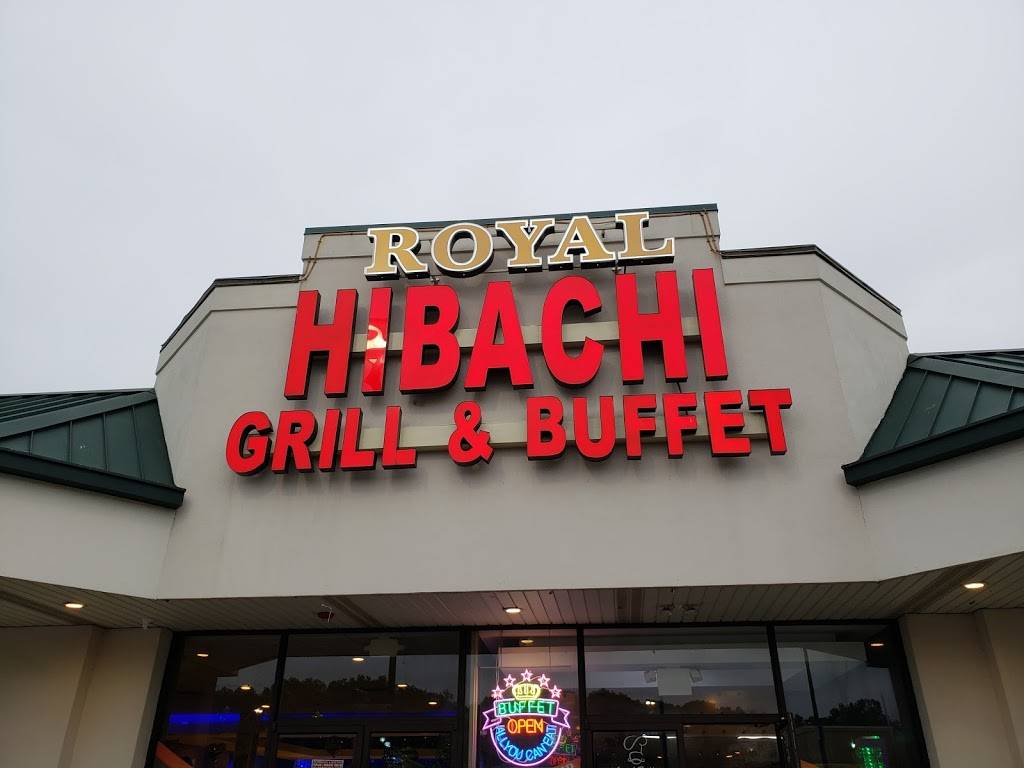 ROYAL
HIBACHI
GRILL & BUFFET
BUFFET
OPEN
ALL YOU CAN EAT